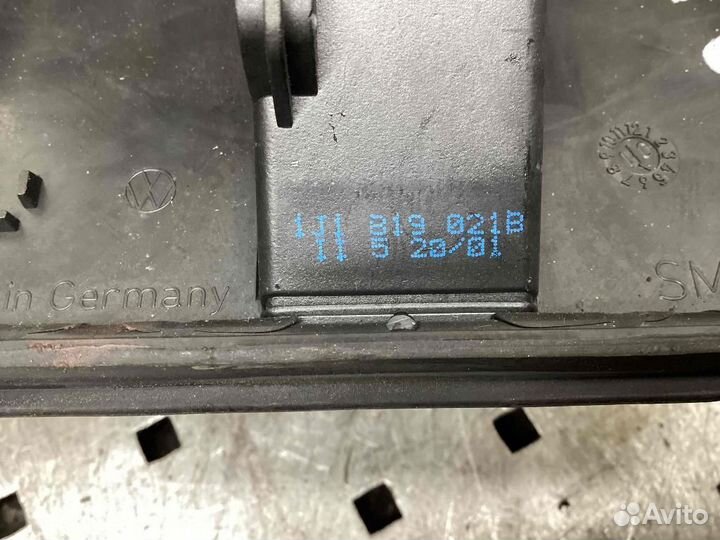 1J1 819 021B
11 5 20/01
in Germany
SM
Avito